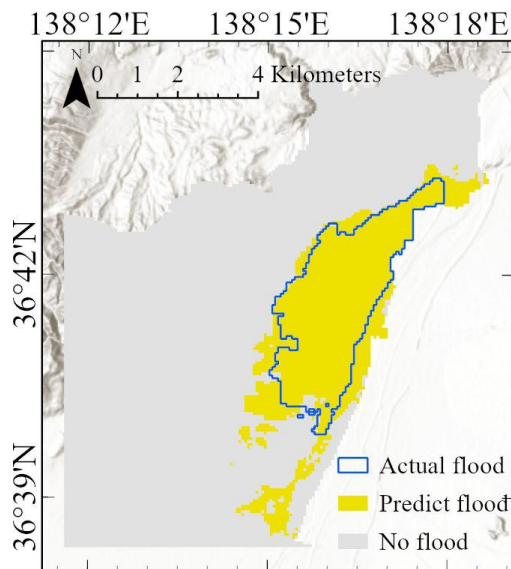 138°12'E 138°15'E 138°18'E
N
0 1 2 4 Kilometers
36°42'N
36°39'N
Actual flood
Predict flood
No flood